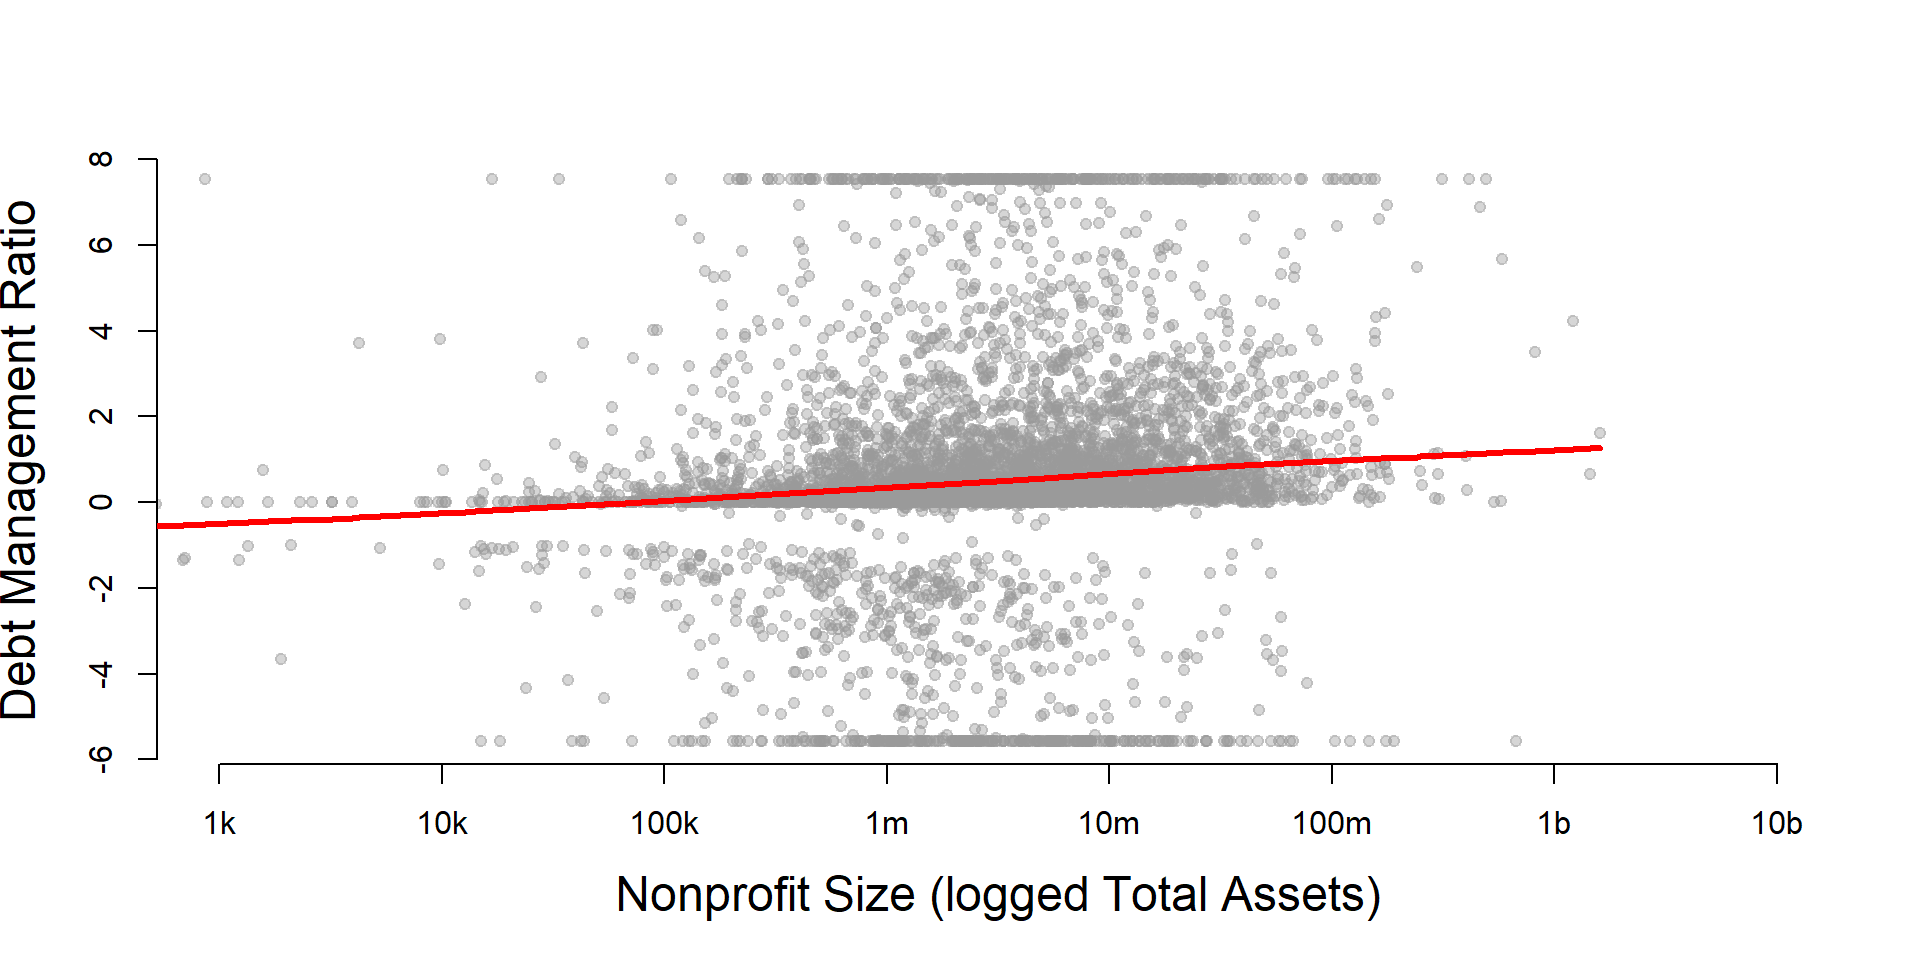 Debt Management Ratio
8
6
4
2
0
-2
-4
-6
1k 10k 100k 1m 10m 100m 1b 10b
Nonprofit Size (logged Total Assets)